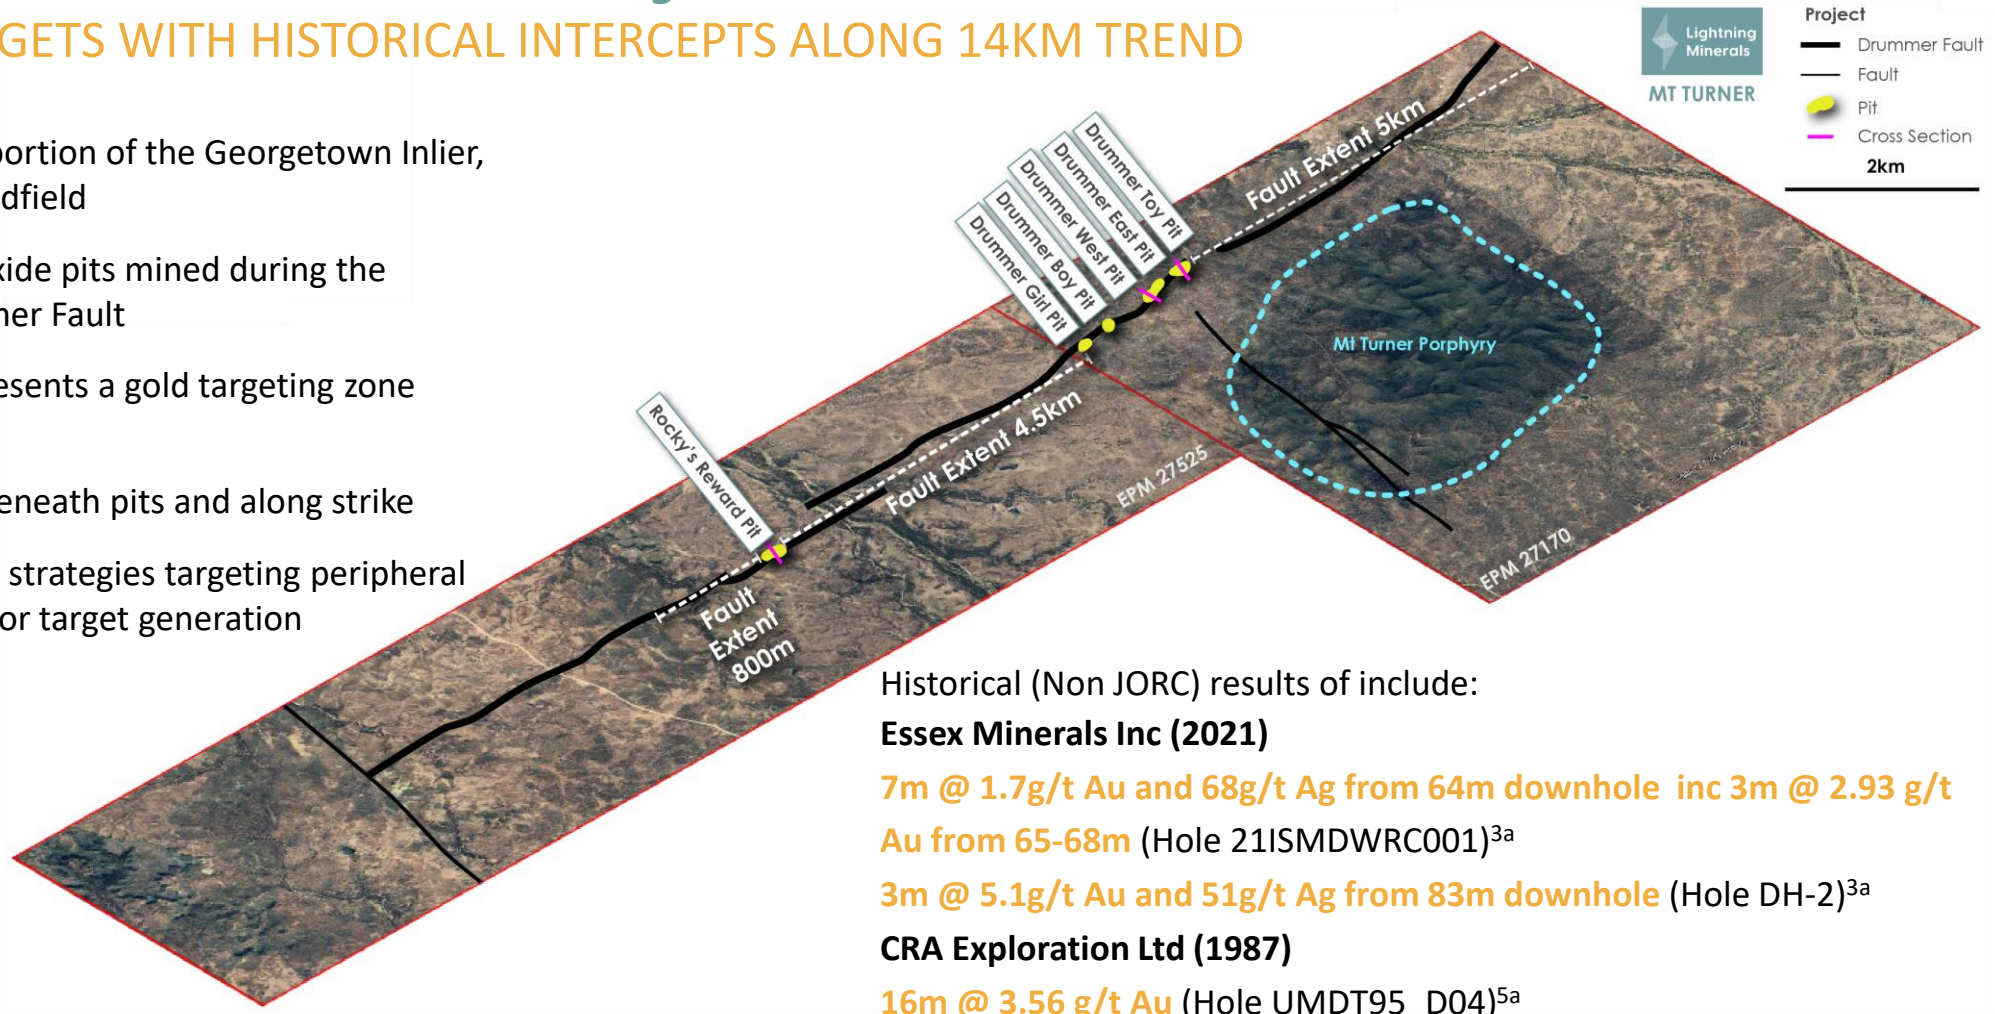 GETS WITH HISTORICAL INTERCEPTS ALONG 14KM TREND
portion of the Georgetown Inlier,
dfield
xide pits mined during the
ner Fault
esents a gold targeting zone
eneath pits and along strike
strategies targeting peripheral
or target generation
Lightning
Minerals
MT TURNER
Project
Drummer Fault
Fault
Pit
Cross Section
2km
Fault Extent 5km
Drummer Toy Pit
Drummer East Pit
Drummer West Pit
Drummer Boy Pit
Drummer Girl Pit
Mt Turner Porphyry
Rocky's Reward Pit
Fault Extent 4.5km
EPM 27525
EPM 27170
Fault
Extent
800m
Historical (Non JORC) results of include:
Essex Minerals Inc (2021)
7m @ 1.7g/t Au and 68g/t Ag from 64m downhole inc 3m @ 2.93 g/t
Au from 65-68m (Hole 21ISMDWRC001)3a
3m @ 5.1g/t Au and 51g/t Ag from 83m downhole (Hole DH-2)3a
CRA Exploration Ltd (1987)
16m @ 3.56 g/t Au (Hole UMDT95_D04)5a